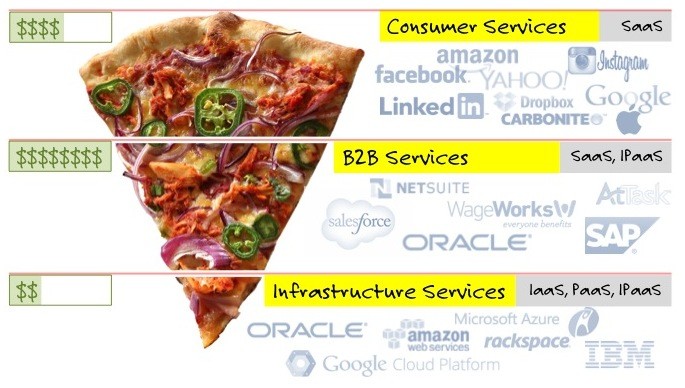 $$$$
Consumer Services
SaaS
amazon
Instagram
facebook
YAHOO!
Linked in
Dropbox
Google
CARBONITE
$$$$$$$$
B2B Services
SaaS, IPaaS
NETSUITE
AtTask
salesforce
WageWorks
everyone benefits
ORACLE
SAP
$$
Infrastructure Services
IaaS, PaaS, IPaaS
ORACLE
amazon
web services
Microsoft Azure
rackspace
IBM
Google Cloud Platform